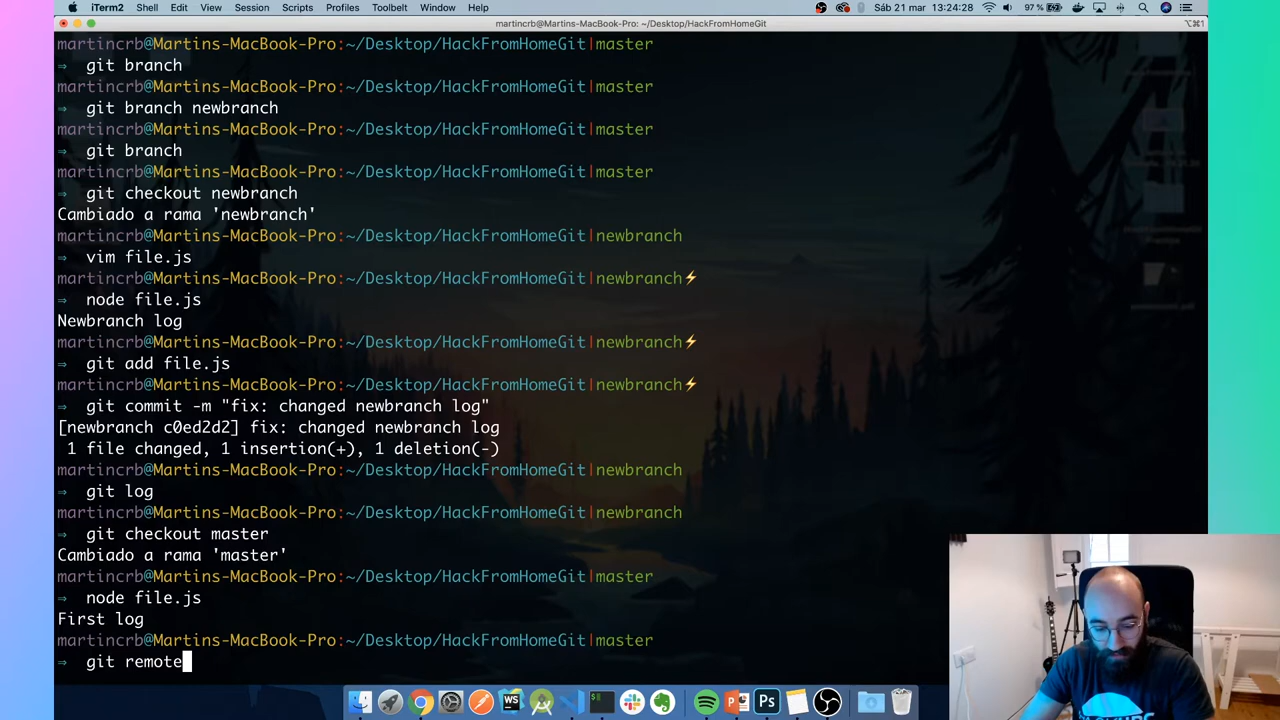 iTerm2 Shell Edit View Session Scripts Profiles Toolbelt Window Help 97 % Sáb 21 mar 13:24:28
martincrb@Martins-MacBook-Pro: ~/Desktop/HackFromHomeGit ⌥⌘1
martincrb@Martins-MacBook-Pro:~/Desktop/HackFromHomeGit|master
⇒ git branch
martincrb@Martins-MacBook-Pro:~/Desktop/HackFromHomeGit|master
⇒ git branch newbranch
martincrb@Martins-MacBook-Pro:~/Desktop/HackFromHomeGit|master
⇒ git branch
martincrb@Martins-MacBook-Pro:~/Desktop/HackFromHomeGit|master
⇒ git checkout newbranch
Cambiado a rama 'newbranch'
martincrb@Martins-MacBook-Pro:~/Desktop/HackFromHomeGit|newbranch
⇒ vim file.js
martincrb@Martins-MacBook-Pro:~/Desktop/HackFromHomeGit|newbranch⚡
⇒ node file.js
Newbranch log
martincrb@Martins-MacBook-Pro:~/Desktop/HackFromHomeGit|newbranch⚡
⇒ git add file.js
martincrb@Martins-MacBook-Pro:~/Desktop/HackFromHomeGit|newbranch⚡
⇒ git commit -m "fix: changed newbranch log"
[newbranch c0ed2d2] fix: changed newbranch log
1 file changed, 1 insertion(+), 1 deletion(-)
martincrb@Martins-MacBook-Pro:~/Desktop/HackFromHomeGit|newbranch
⇒ git log
martincrb@Martins-MacBook-Pro:~/Desktop/HackFromHomeGit|newbranch
⇒ git checkout master
Cambiado a rama 'master'
martincrb@Martins-MacBook-Pro:~/Desktop/HackFromHomeGit|master
⇒ node file.js
First log
martincrb@Martins-MacBook-Pro:~/Desktop/HackFromHomeGit|master
⇒ git remote
WS
Ps